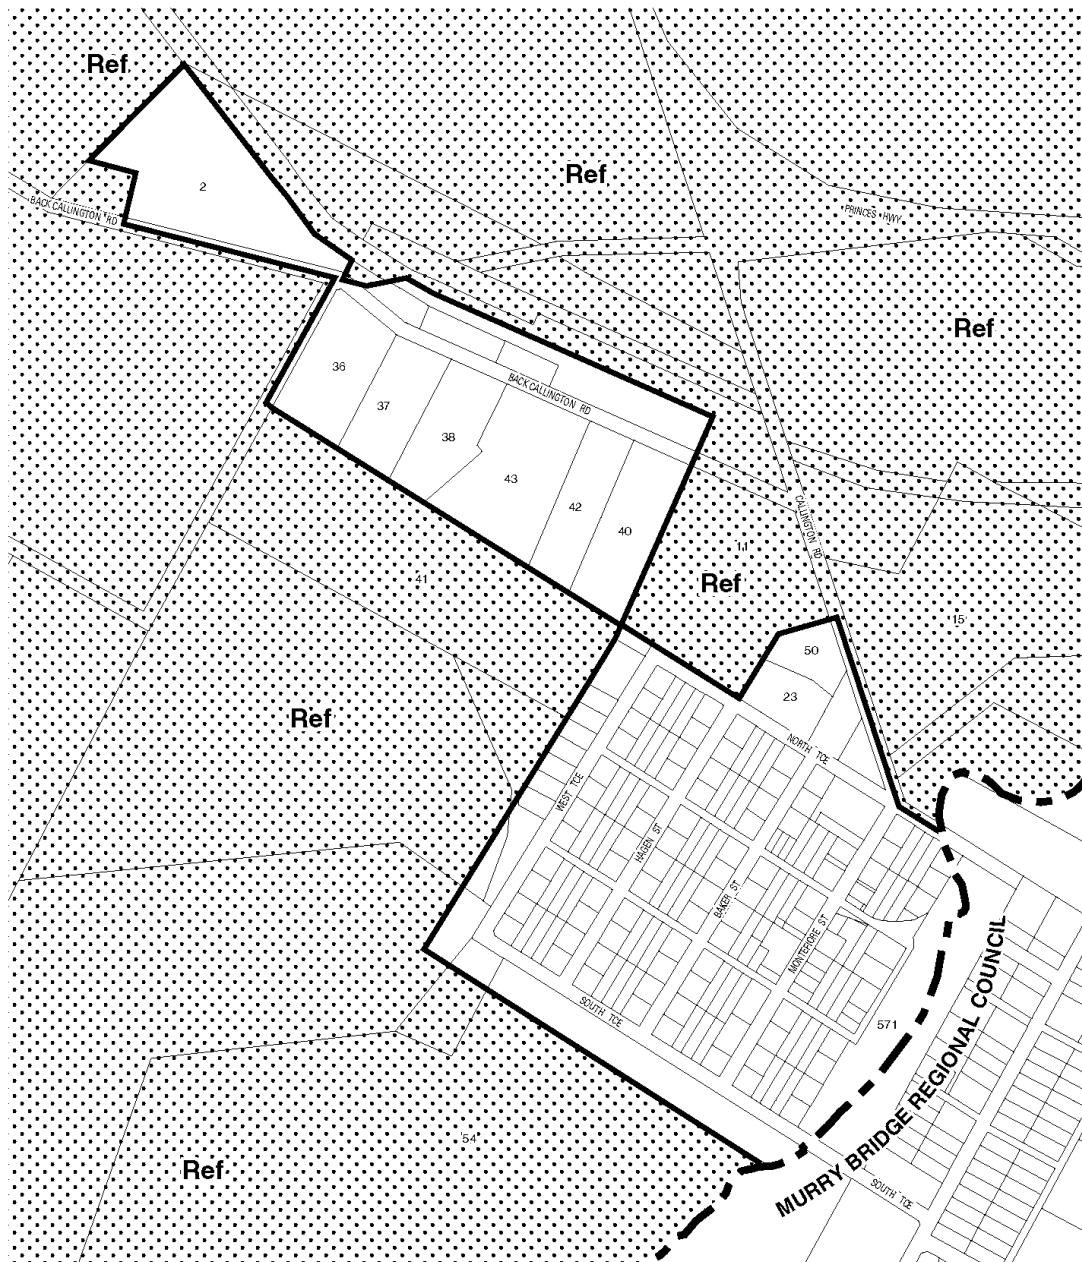 Ref
Ref
2
BACK CALLINGTON RD
PRINCES HWY
Ref
36
BACK CALLINGTON RD
37
38
43
42
40
CALLINGTON RD
11
41
Ref
15
50
23
Ref
NORTH TCE
WEST TCE
HAGEN ST
BAKER ST
MONTEFIORE ST
SOUTH TCE
571
MURRY BRIDGE REGIONAL COUNCIL
54
Ref
SOUTH TCE